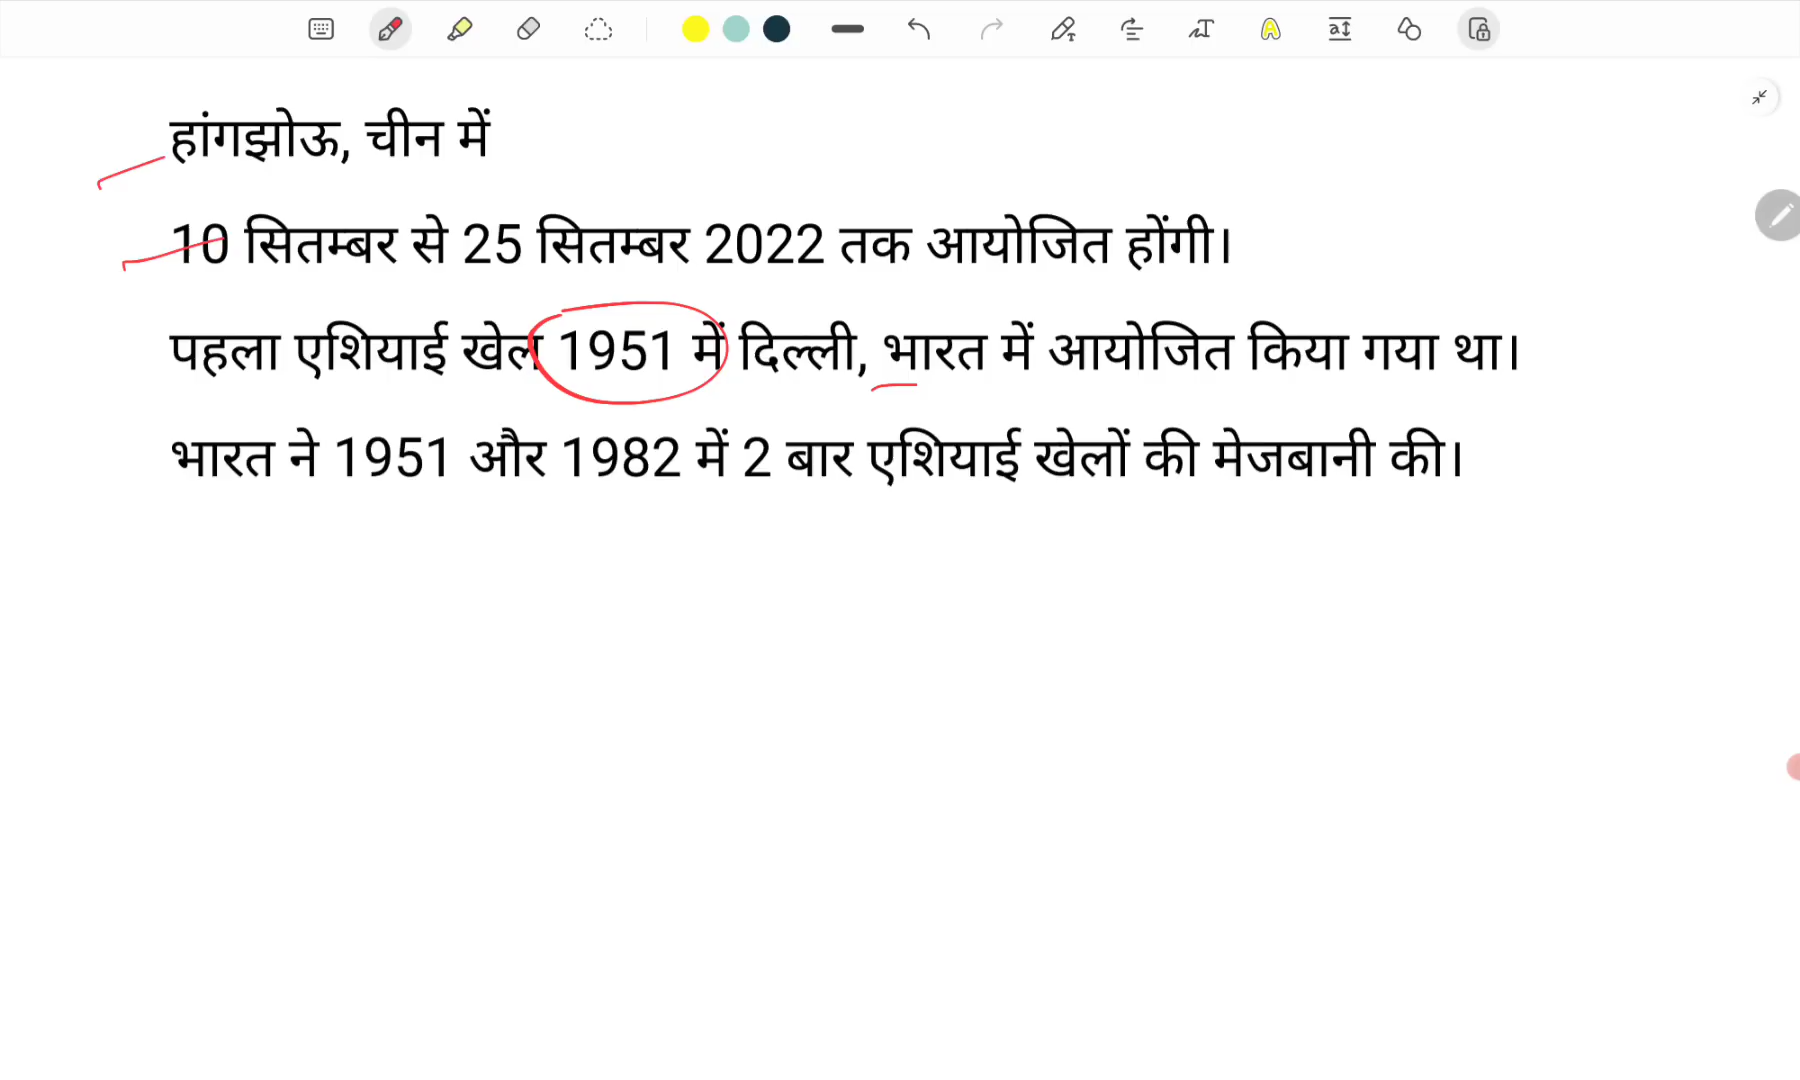 हांगझोऊ, चीन में
10 सितम्बर से 25 सितम्बर 2022 तक आयोजित होंगी।
पहला एशियाई खेल 1951 में दिल्ली, भारत में आयोजित किया गया था।
भारत ने 1951 और 1982 में 2 बार एशियाई खेलों की मेजबानी की।